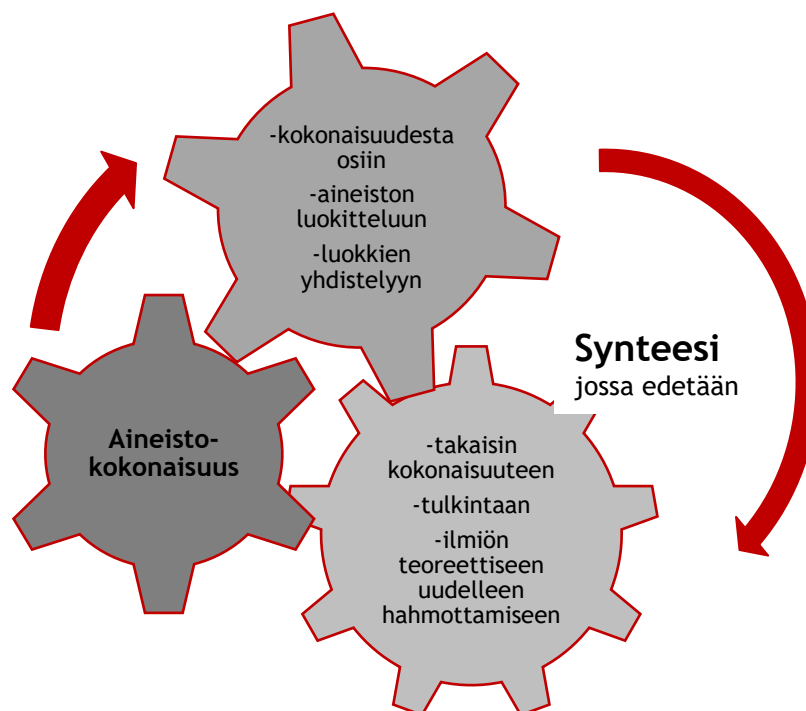 -kokonaisuudesta
osiin
-aineiston
luokitteluun
-luokkien
yhdistelyyn
Synteesi
jossa edetään
Aineisto-
kokonaisuus
-takaisin
kokonaisuuteen
-tulkintaan
-ilmiön
teoreettiseen
uudelleen
hahmottamiseen